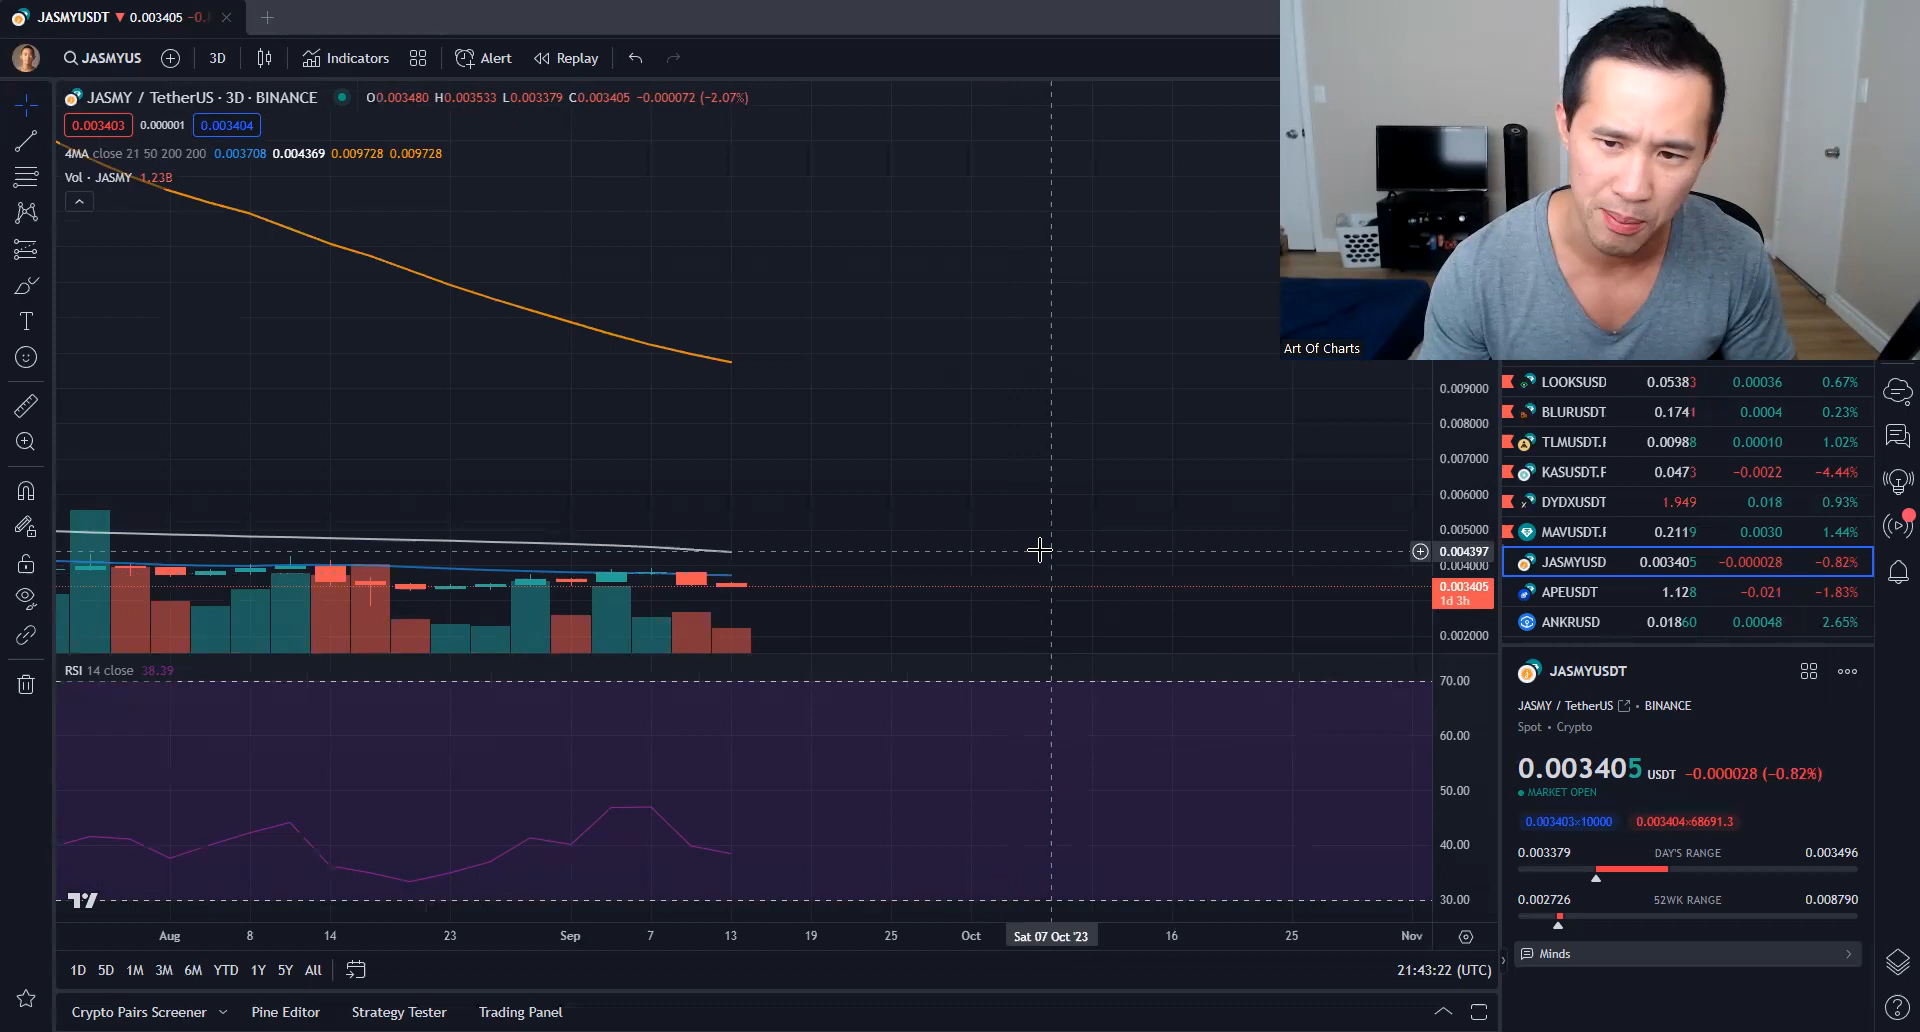 JASMYUSDT ▼ 0.003405 −0.
JASMYUS 3D Indicators Alert Replay
JASMY / TetherUS · 3D · BINANCE O0.003480 H0.003533 L0.003379 C0.003405 −0.000072 (−2.07%)
0.003403 0.000001 0.003404
4MA close 21 50 200 200 0.003708 0.004369 0.009728 0.009728
Vol · JASMY 1.23B
Art Of Charts
0.009000
0.008000
0.007000
0.006000
0.005000
0.004397
0.004000
0.003405
1d 3h
0.002000
LOOKSUSD 0.05383 0.00036 0.67%
BLURUSDT 0.1741 0.0004 0.23%
TLMUSDT.F 0.00988 0.00010 1.02%
KASUSDT.F 0.0473 −0.0022 −4.44%
DYDXUSDT 1.949 0.018 0.93%
MAVUSDT.F 0.2119 0.0030 1.44%
JASMYUSD 0.003405 −0.000028 −0.82%
APEUSDT 1.128 −0.021 −1.83%
ANKRUSD 0.01860 0.00048 2.65%
RSI 14 close 38.39
70.00
60.00
50.00
40.00
30.00
JASMYUSDT
JASMY / TetherUS • BINANCE
Spot • Crypto
0.003405 USDT −0.000028 (−0.82%)
MARKET OPEN
0.003403×10000 0.003404×68691.3
0.003379 DAY'S RANGE 0.003496
0.002726 52WK RANGE 0.008790
Minds
Aug 8 14 23 Sep 7 13 19 25 Oct Sat 07 Oct '23 16 25 Nov
1D 5D 1M 3M 6M YTD 1Y 5Y All 21:43:22 (UTC)
Crypto Pairs Screener Pine Editor Strategy Tester Trading Panel